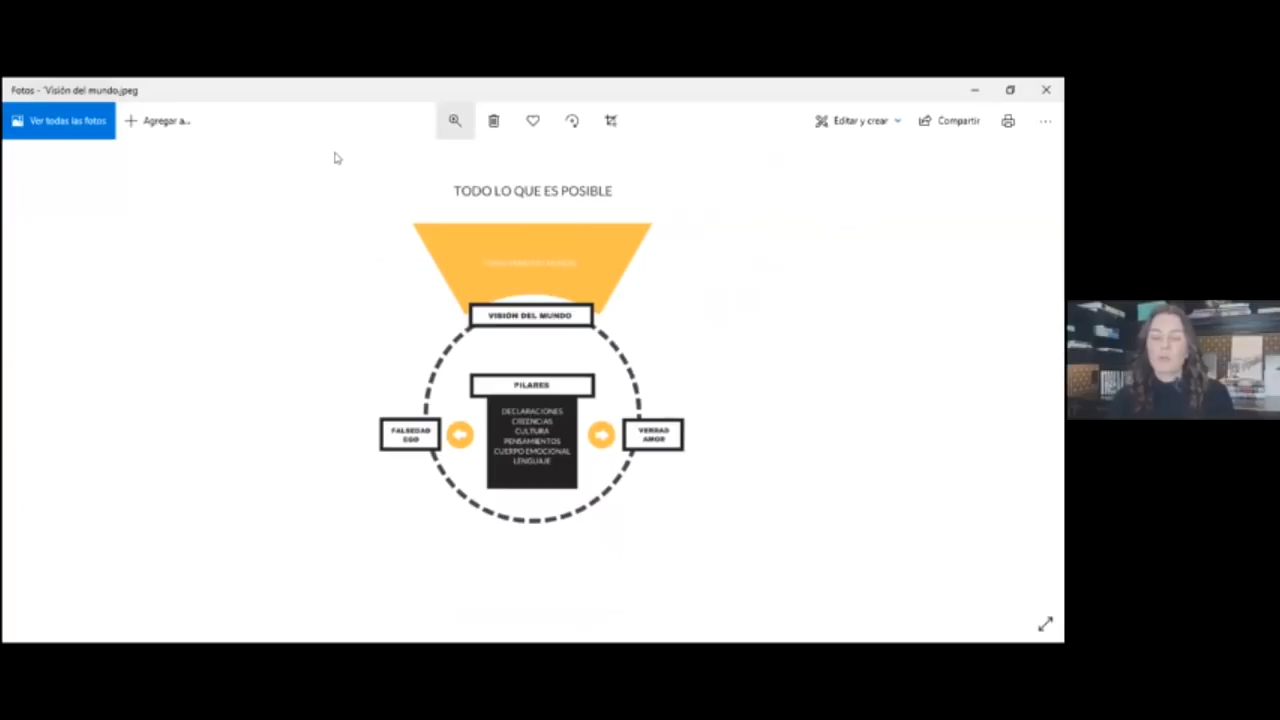 Fotos - 'Visión del mundo.jpeg
Ver todas las fotos
Agregar a...
Editar y crear
Compartir
TODO LO QUE ES POSIBLE
VISIÓN DEL MUNDO
PILARES
DECLARACIONES
CREENCIAS
CULTURA
PENSAMIENTOS
CUERPO EMOCIONAL
LENGUAJE
FALSEDAD
EGO
VERDAD
AMOR